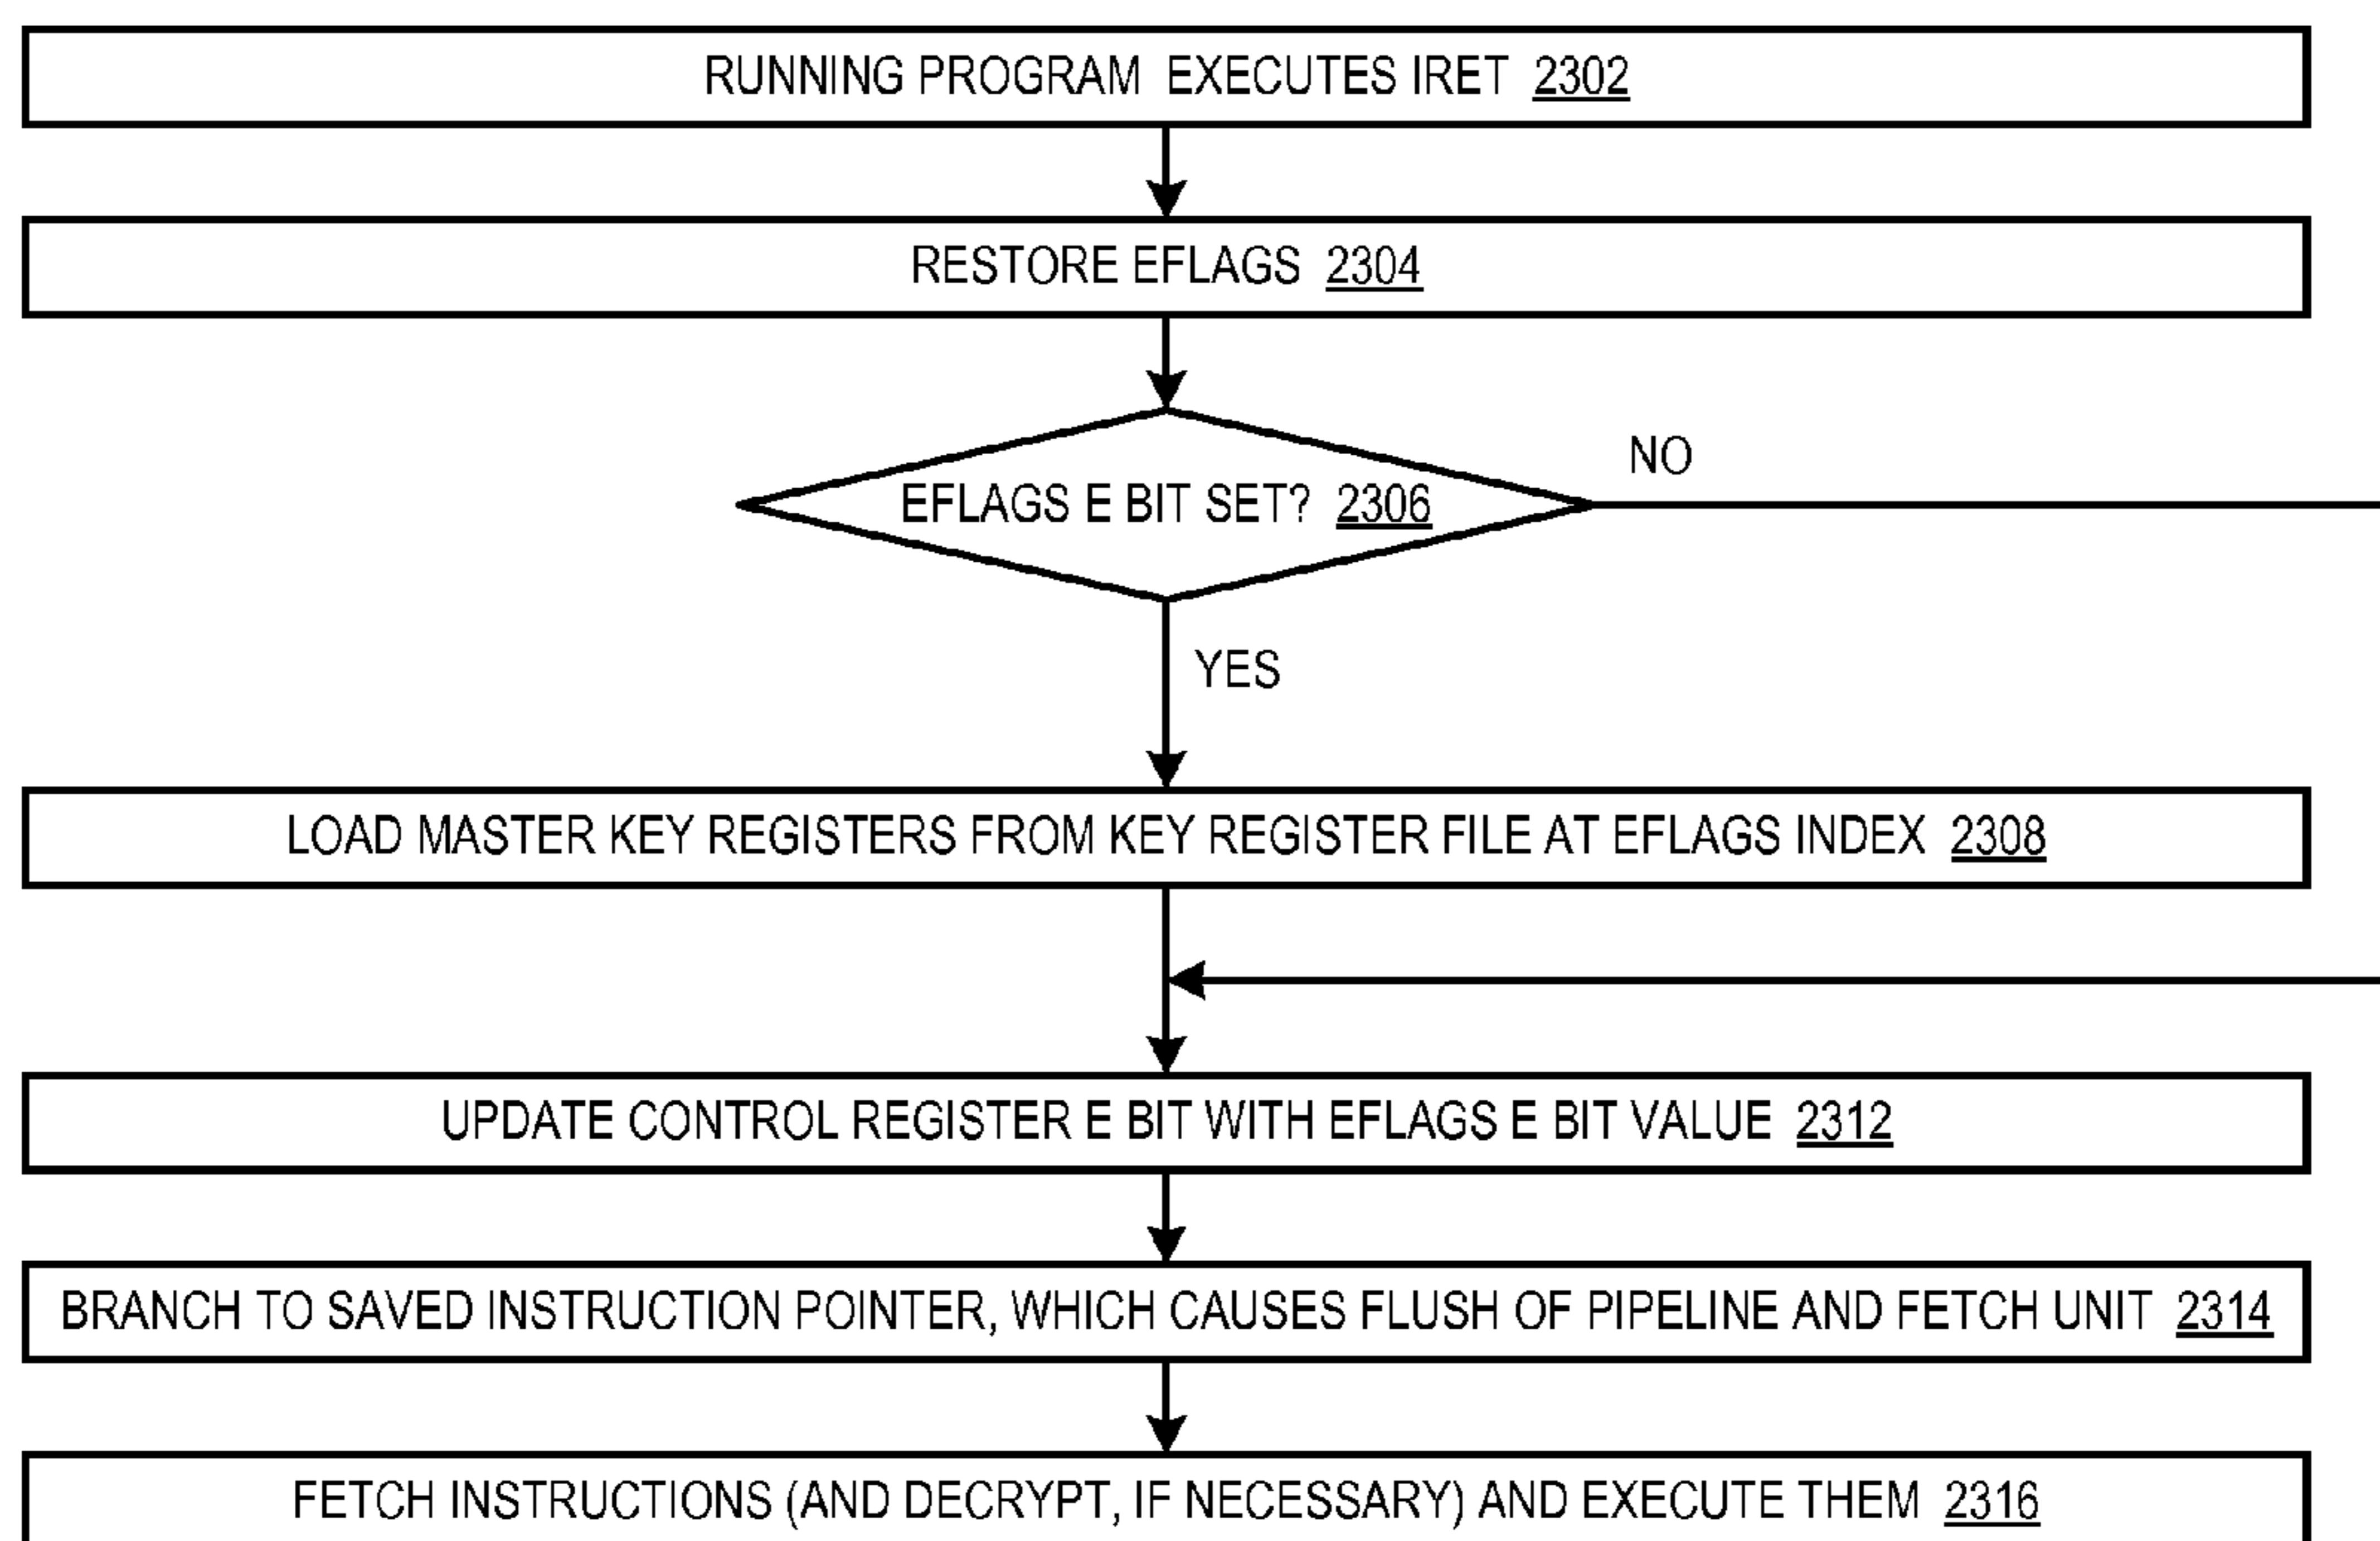 RUNNING PROGRAM EXECUTES IRET 2302
RESTORE EFLAGS 2304
NO
EFLAGS E BIT SET? 2306
YES
LOAD MASTER KEY REGISTERS FROM KEY REGISTER FILE AT EFLAGS INDEX 2308
UPDATE CONTROL REGISTER E BIT WITH EFLAGS E BIT VALUE 2312
BRANCH TO SAVED INSTRUCTION POINTER, WHICH CAUSES FLUSH OF PIPELINE AND FETCH UNIT 2314
FETCH INSTRUCTIONS (AND DECRYPT, IF NECESSARY) AND EXECUTE THEM 2316